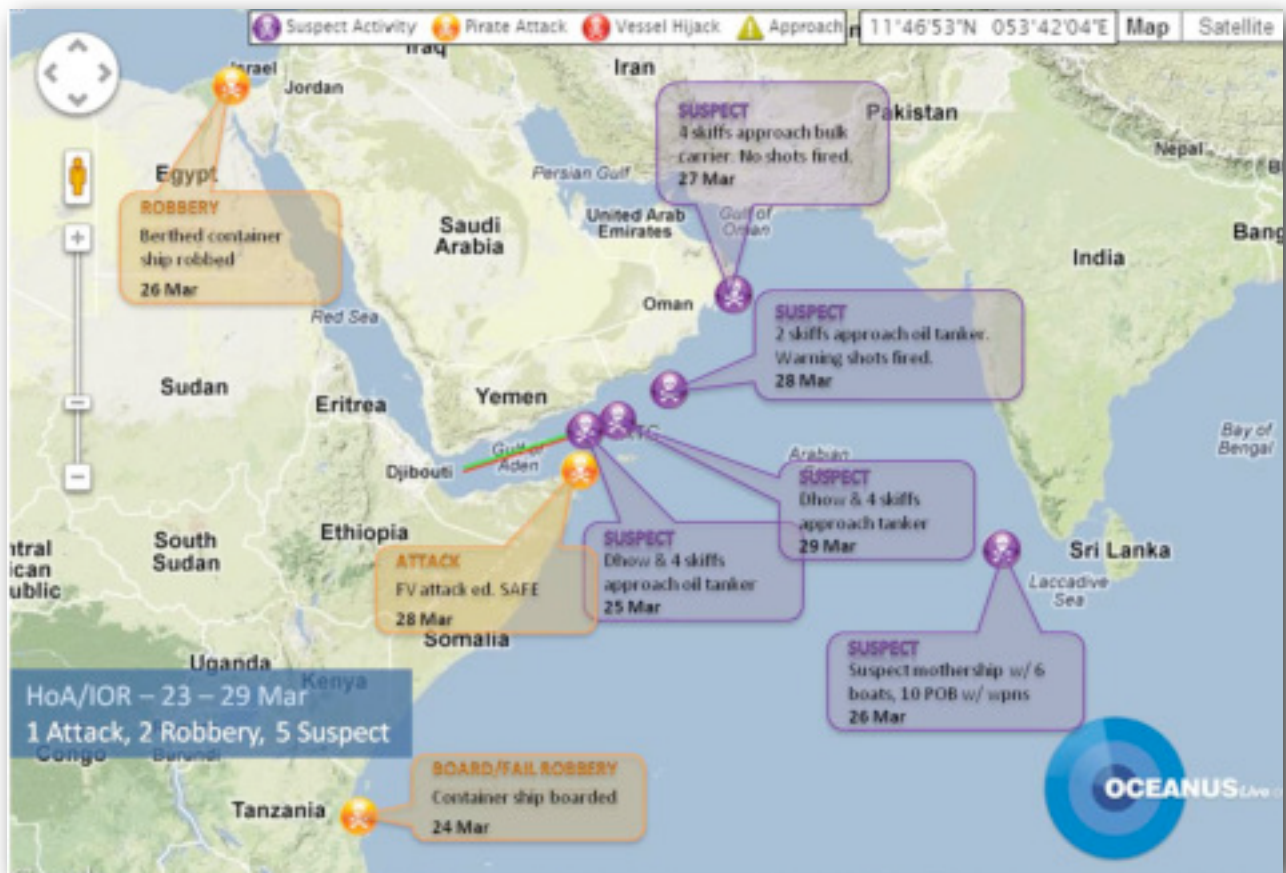 Suspect Activity Pirate Attack Vessel Hijack Approach
11°46'53"N 053°42'04"E Map Satellite
Israel
Jordan
Iraq
Iran
Pakistan
Nepal
Egypt
Persian Gulf
Saudi
Arabia
United Arab
Emirates
Gulf of
Oman
India
Oman
Red Sea
Sudan
Eritrea
Yemen
Gulf of
Aden
Djibouti
Arabian
Bay of
Bengal
Ethiopia
South
Sudan
ntral
ican
ublic
Sri Lanka
Laccadive
Sea
Somalia
Uganda
Kenya
Congo
Burundi
Tanzania
SUSPECT
4 skiffs approach bulk
carrier. No shots fired.
27 Mar
ROBBERY
Berthed container
ship robbed
26 Mar
SUSPECT
2 skiffs approach oil tanker.
Warning shots fired.
28 Mar
SUSPECT
Dhow & 4 skiffs
approach tanker
29 Mar
SUSPECT
Dhow & 4 skiffs
approach oil tanker
25 Mar
ATTACK
FV attack ed. SAFE
28 Mar
SUSPECT
Suspect mothership w/ 6
boats, 10 POB w/ wpns
26 Mar
HoA/IOR – 23 – 29 Mar
1 Attack, 2 Robbery, 5 Suspect
BOARD/FAIL ROBBERY
Container ship boarded
24 Mar
OCEANUS Live